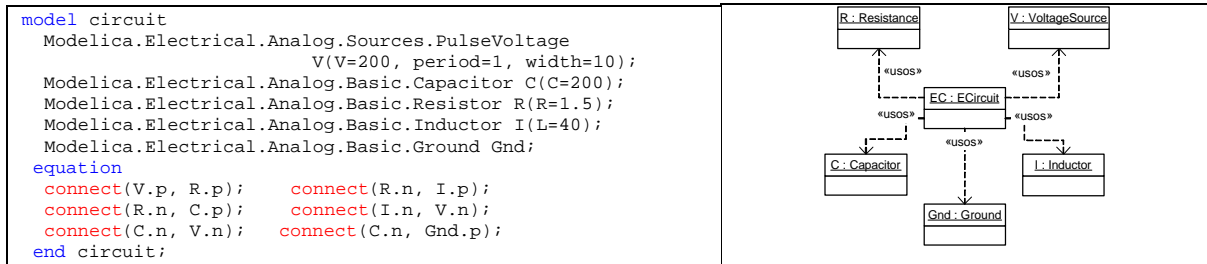 model circuit
Modelica.Electrical.Analog.Sources.PulseVoltage
V(V=200, period=1, width=10);
Modelica.Electrical.Analog.Basic.Capacitor C(C=200);
Modelica.Electrical.Analog.Basic.Resistor R(R=1.5);
Modelica.Electrical.Analog.Basic.Inductor I(L=40);
Modelica.Electrical.Analog.Basic.Ground Gnd;
equation
connect(V.p, R.p); connect(R.n, I.p);
connect(R.n, C.p); connect(I.n, V.n);
connect(C.n, V.n); connect(C.n, Gnd.p);
end circuit;
R : Resistance
V : VoltageSource
«usos»
«usos»
EC : ECircuit
«usos»
«usos»
«usos»
C : Capacitor
I : Inductor
Gnd : Ground